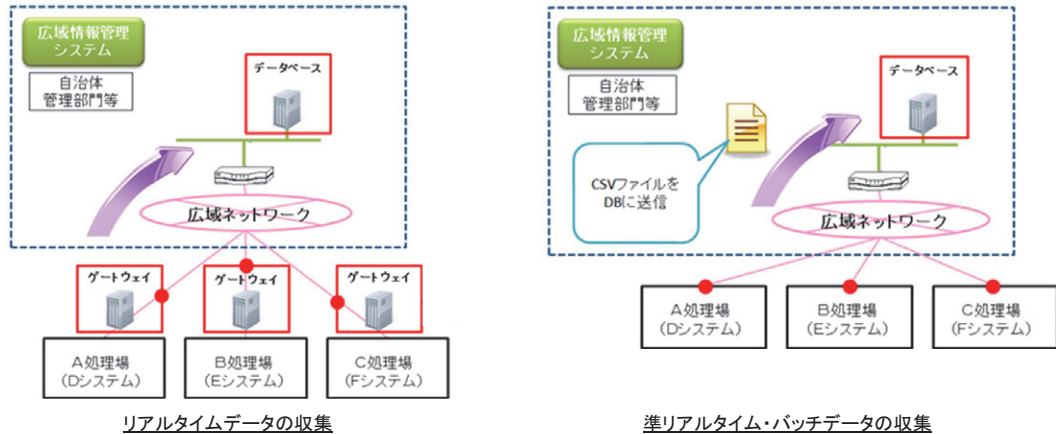 広域情報管理
システム
自治体
管理部門等
データベース
広域ネットワーク
ゲートウェイ
ゲートウェイ
ゲートウェイ
A処理場
(Dシステム)
B処理場
(Eシステム)
C処理場
(Fシステム)
リアルタイムデータの収集
広域情報管理
システム
自治体
管理部門等
データベース
CSVファイルを
DBに送信
広域ネットワーク
A処理場
(Dシステム)
B処理場
(Eシステム)
C処理場
(Fシステム)
準リアルタイム・バッチデータの収集